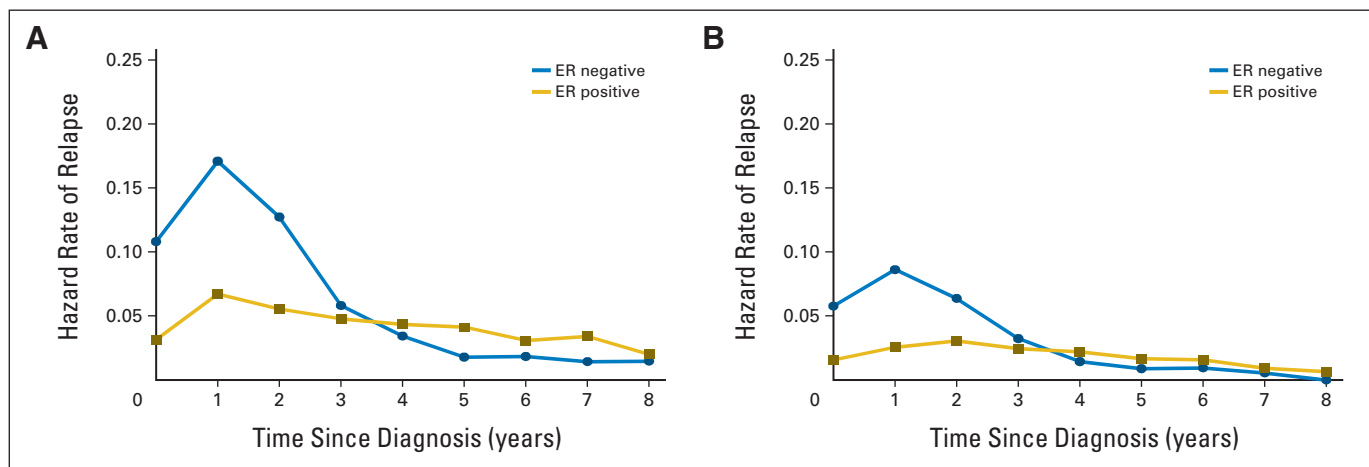 A
Hazard Rate of Relapse
0.25
0.20
0.15
0.10
0.05
ER negative
ER positive
0 1 2 3 4 5 6 7 8
Time Since Diagnosis (years)
B
Hazard Rate of Relapse
0.25
0.20
0.15
0.10
0.05
ER negative
ER positive
0 1 2 3 4 5 6 7 8
Time Since Diagnosis (years)